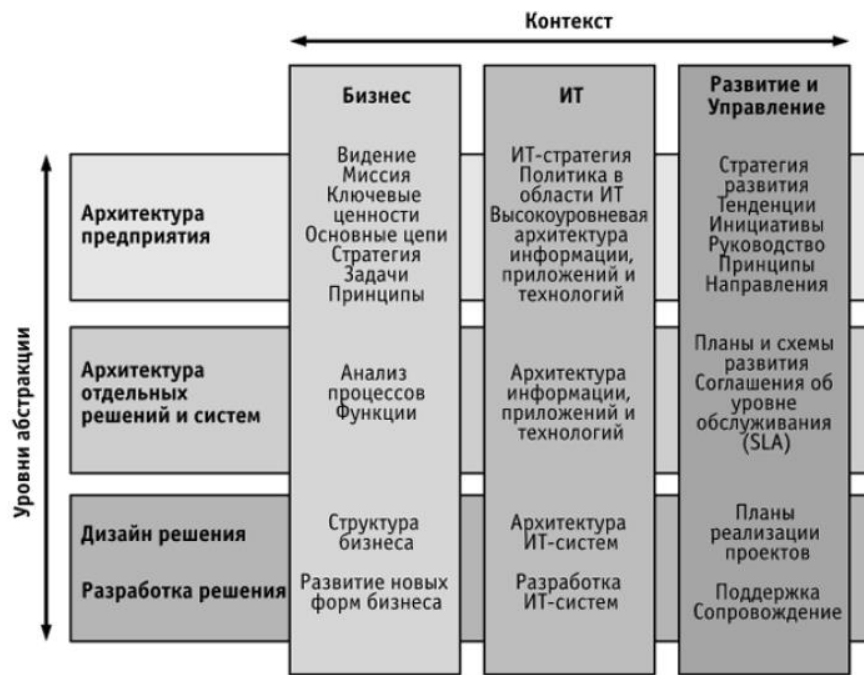 Контекст
Уровни абстракции
Бизнес
ИТ
Развитие и
Управление
Архитектура
предприятия
Видение
Миссия
Ключевые
ценности
Основные цепи
Стратегия
Задачи
Принципы
ИТ-стратегия
Политика в
области ИТ
Высокоуровневая
архитектура
информации,
приложений и
технологий
Стратегия
развития
Тенденции
Инициативы
Руководство
Принципы
Направления
Архитектура
отдельных
решений и систем
Анализ
процессов
Функции
Архитектура
информации,
приложений и
технологий
Планы и схемы
развития
Соглашения об
уровне
обслуживания
(SLA)
Дизайн решения
Структура
бизнеса
Архитектура
ИТ-систем
Планы
реализации
проектов
Разработка решения
Развитие новых
форм бизнеса
Разработка
ИТ-систем
Поддержка
Сопровождение